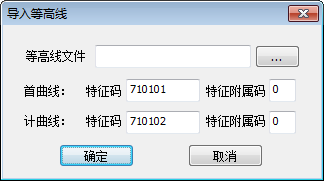 导入等高线
等高线文件 ...
首曲线: 特征码 710101 特征附属码 0
计曲线: 特征码 710102 特征附属码 0
确定 取消